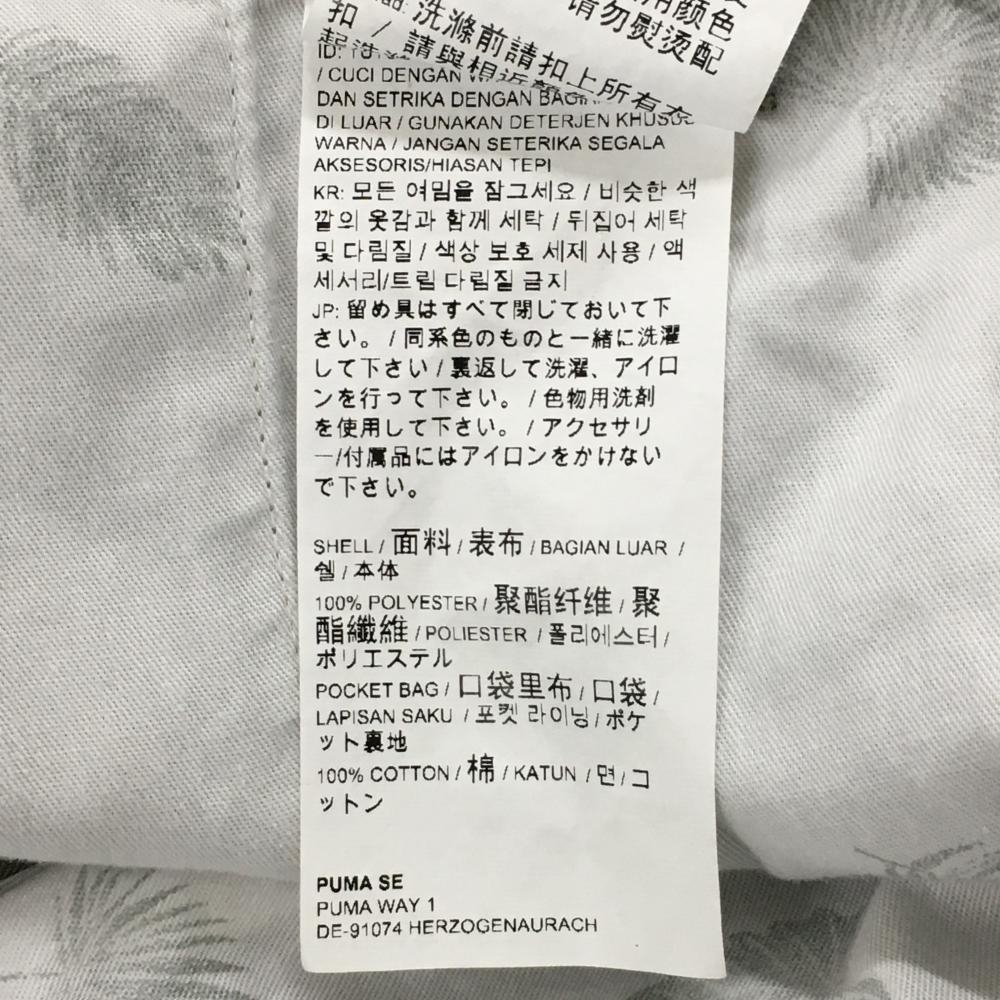 用颜色
请勿熨烫配
扣 / 洗滌前請扣上所有衣
請與相近
ID:
/ CUCI DENGAN
DAN SETRIKA DENGAN
DI LUAR / GUNAKAN DETERJEN KHUSUS
WARNA / JANGAN SETERIKA SEGALA
AKSESORIS/HIASAN TEPI
KR: 모든 여밈을 잠그세요 / 비슷한 색
깔의 옷감과 함께 세탁 / 뒤집어 세탁
및 다림질 / 색상 보호 세제 사용 / 액
세서리/트림 다림질 금지
JP: 留め具はすべて閉じておいて下
さい。 / 同系色のものと一緒に洗濯
して下さい / 裏返して洗濯、アイロ
ンを行って下さい。 / 色物用洗剤
を使用して下さい。 / アクセサリ
ー/付属品にはアイロンをかけない
で下さい。
SHELL / 面料 / 表布 / BAGIAN LUAR /
쉘 / 本体
100% POLYESTER / 聚酯纤维 / 聚
酯纖維 / POLIESTER / 폴리에스터 /
ポリエステル
POCKET BAG / 口袋里布 / 口袋 /
LAPISAN SAKU / 포켓 라이닝 / ポケ
ット裏地
100% COTTON / 棉 / KATUN / 면 / コ
ットン
PUMA SE
PUMA WAY 1
DE-91074 HERZOGENAURACH